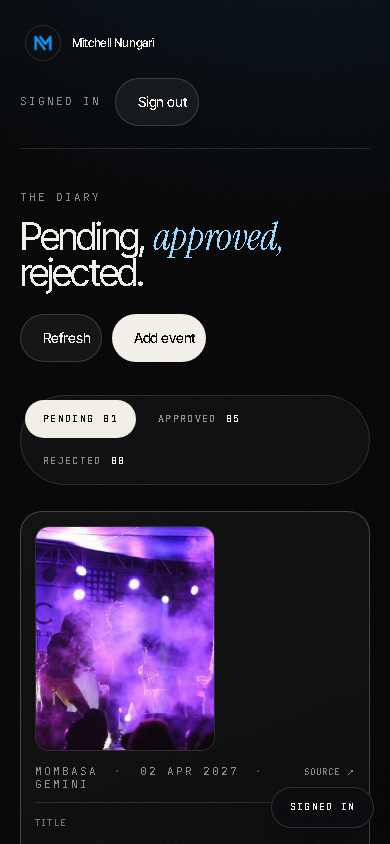 Mitchell Nungari
SIGNED IN
Sign out
THE DIARY
Pending, approved,
rejected.
Refresh
Add event
PENDING 01
APPROVED 05
REJECTED 00
MOMBASA · 02 APR 2027 ·
GEMINI
SOURCE ↗
SIGNED IN
TITLE